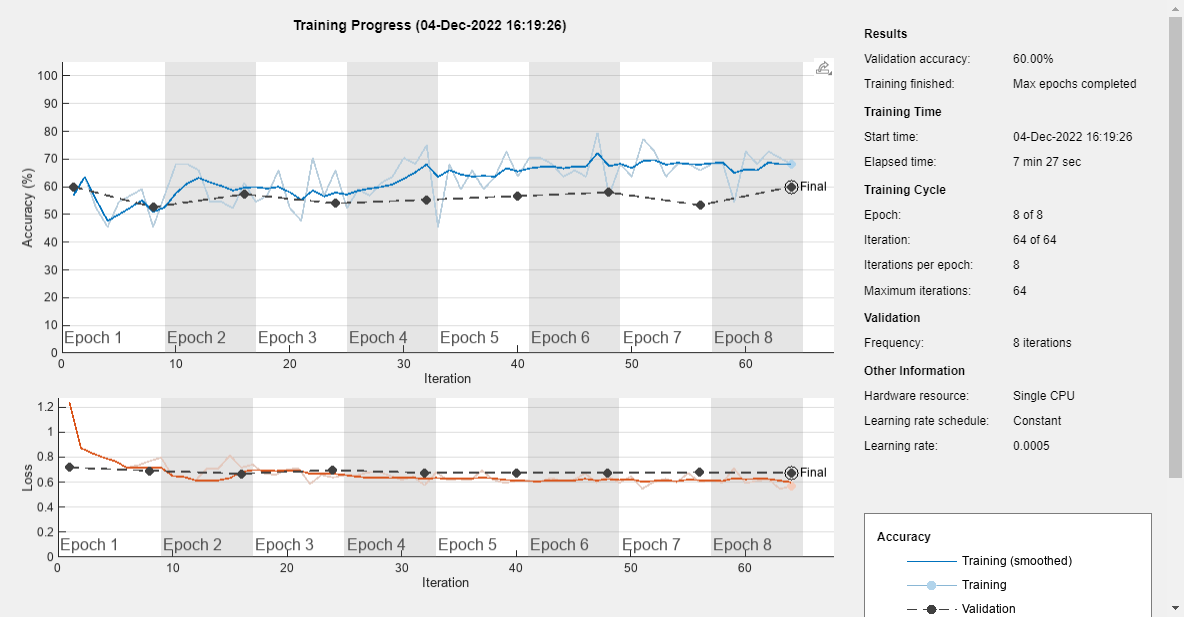 Training Progress (04-Dec-2022 16:19:26)
100
90
80
70
60
50
40
30
20
10
0
Accuracy (%)
Final
Epoch 1 Epoch 2 Epoch 3 Epoch 4 Epoch 5 Epoch 6 Epoch 7 Epoch 8
0 10 20 30 40 50 60
Iteration
1.2
1
0.8
0.6
0.4
0.2
0
Loss
Final
Epoch 1 Epoch 2 Epoch 3 Epoch 4 Epoch 5 Epoch 6 Epoch 7 Epoch 8
0 10 20 30 40 50 60
Iteration
Results
Validation accuracy: 60.00%
Training finished: Max epochs completed
Training Time
Start time: 04-Dec-2022 16:19:26
Elapsed time: 7 min 27 sec
Training Cycle
Epoch: 8 of 8
Iteration: 64 of 64
Iterations per epoch: 8
Maximum iterations: 64
Validation
Frequency: 8 iterations
Other Information
Hardware resource: Single CPU
Learning rate schedule: Constant
Learning rate: 0.0005
Accuracy
Training (smoothed)
Training
Validation